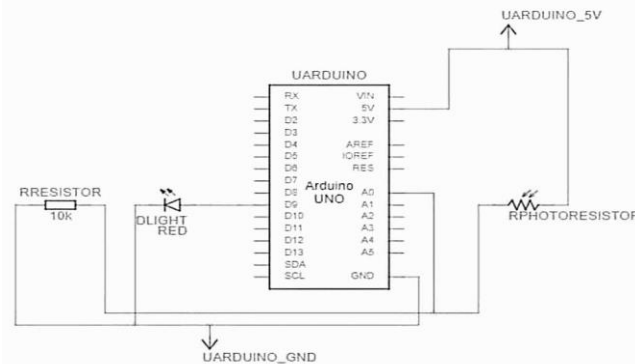 UARDUINO_5V
UARDUINO
RX VIN
TX 5V
D2 3.3V
D3
D4 AREF
D5 IOREF
D6 RES
D7
D8 A0
D9 A1
D10 A2
D11 A3
D12 A4
D13 A5
SDA
SCL GND
Arduino
UNO
RRESISTOR
10k
DLIGHT
RED
RPHOTORESISTOR
UARDUINO_GND